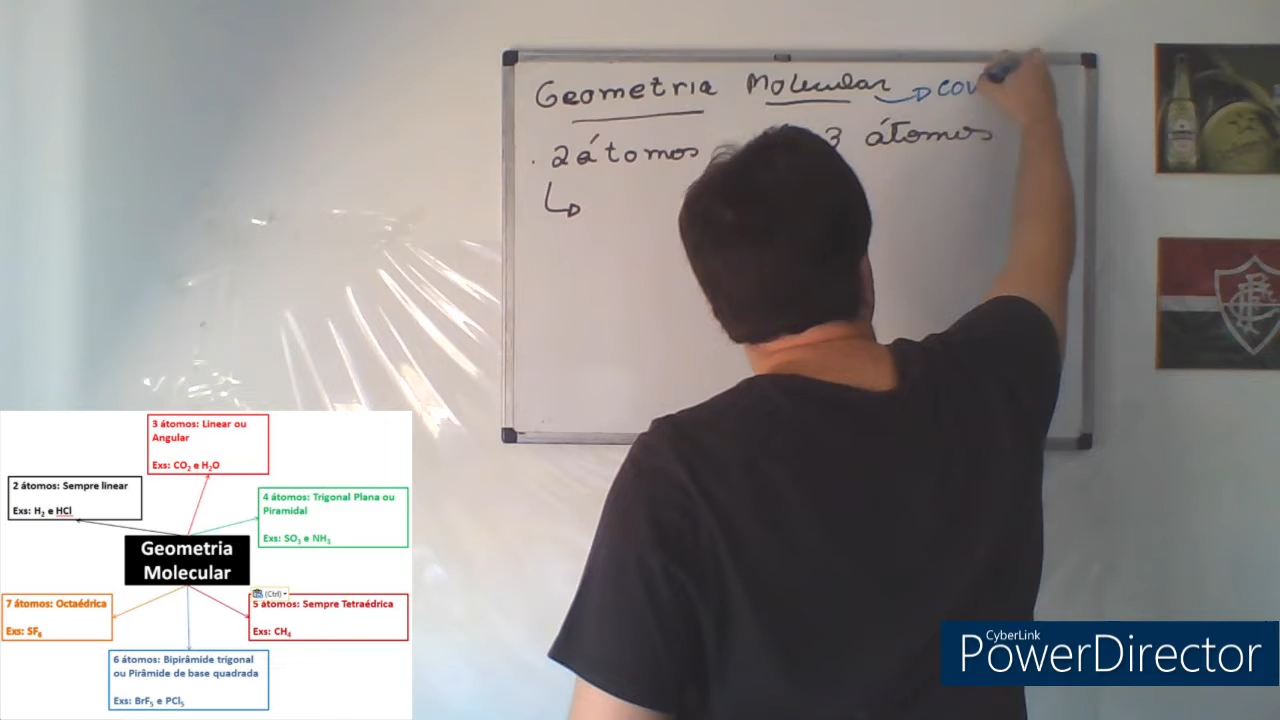 Geometria Molecular → cov
. 2 átomos 3 átomos
3 átomos: Linear ou
Angular
Exs: CO₂ e H₂O
2 átomos: Sempre linear
Exs: H₂ e HCl
4 átomos: Trigonal Plana ou
Piramidal
Exs: SO₃ e NH₃
Geometria
Molecular
(Ctrl)
7 átomos: Octaédrica
Exs: SF₆
5 átomos: Sempre Tetraédrica
Exs: CH₄
6 átomos: Bipirâmide trigonal
ou Pirâmide de base quadrada
Exs: BrF₅ e PCl₅
CyberLink
PowerDirector